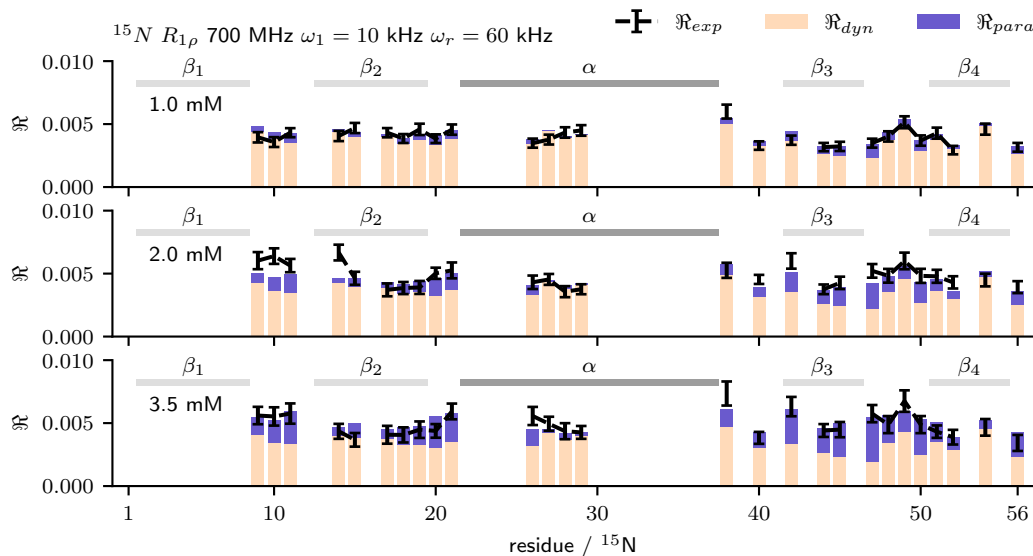 ¹⁵N R₁ρ 700 MHz ω₁ = 10 kHz ωᵣ = 60 kHz
ℜexp ℜdyn ℜpara
0.010
β₁ β₂ α β₃ β₄
1.0 mM
ℜ
0.005
0.000
0.010
β₁ β₂ α β₃ β₄
2.0 mM
ℜ
0.005
0.000
0.010
β₁ β₂ α β₃ β₄
3.5 mM
ℜ
0.005
0.000
1 10 20 30 40 50 56
residue / ¹⁵N